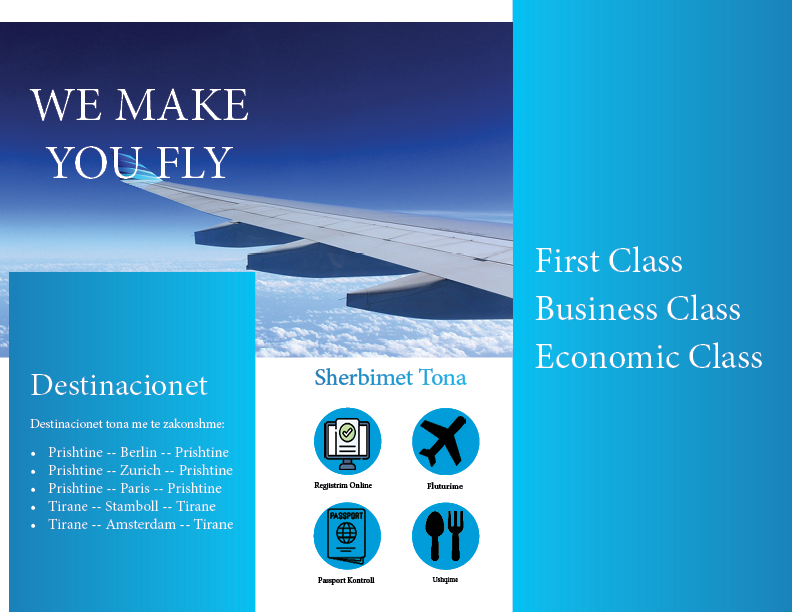 WE MAKE
YOU FLY
Destinacionet
Destinacionet tona me te zakonshme:
• Prishtine -- Berlin -- Prishtine
• Prishtine -- Zurich -- Prishtine
• Prishtine -- Paris -- Prishtine
• Tirane -- Stamboll -- Tirane
• Tirane -- Amsterdam -- Tirane
Sherbimet Tona
Regjistrim Online
Fluturime
PASSPORT
Passport Kontroll
Ushqime
First Class
Business Class
Economic Class